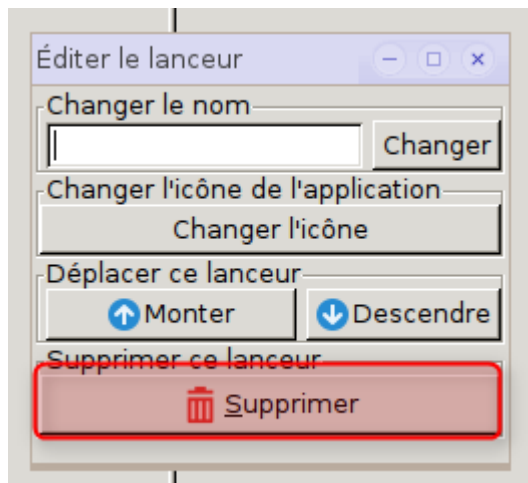 Éditer le lanceur
Changer le nom
Changer
Changer l'icône de l'application
Changer l'icône
Déplacer ce lanceur
Monter Descendre
Supprimer ce lanceur
Supprimer